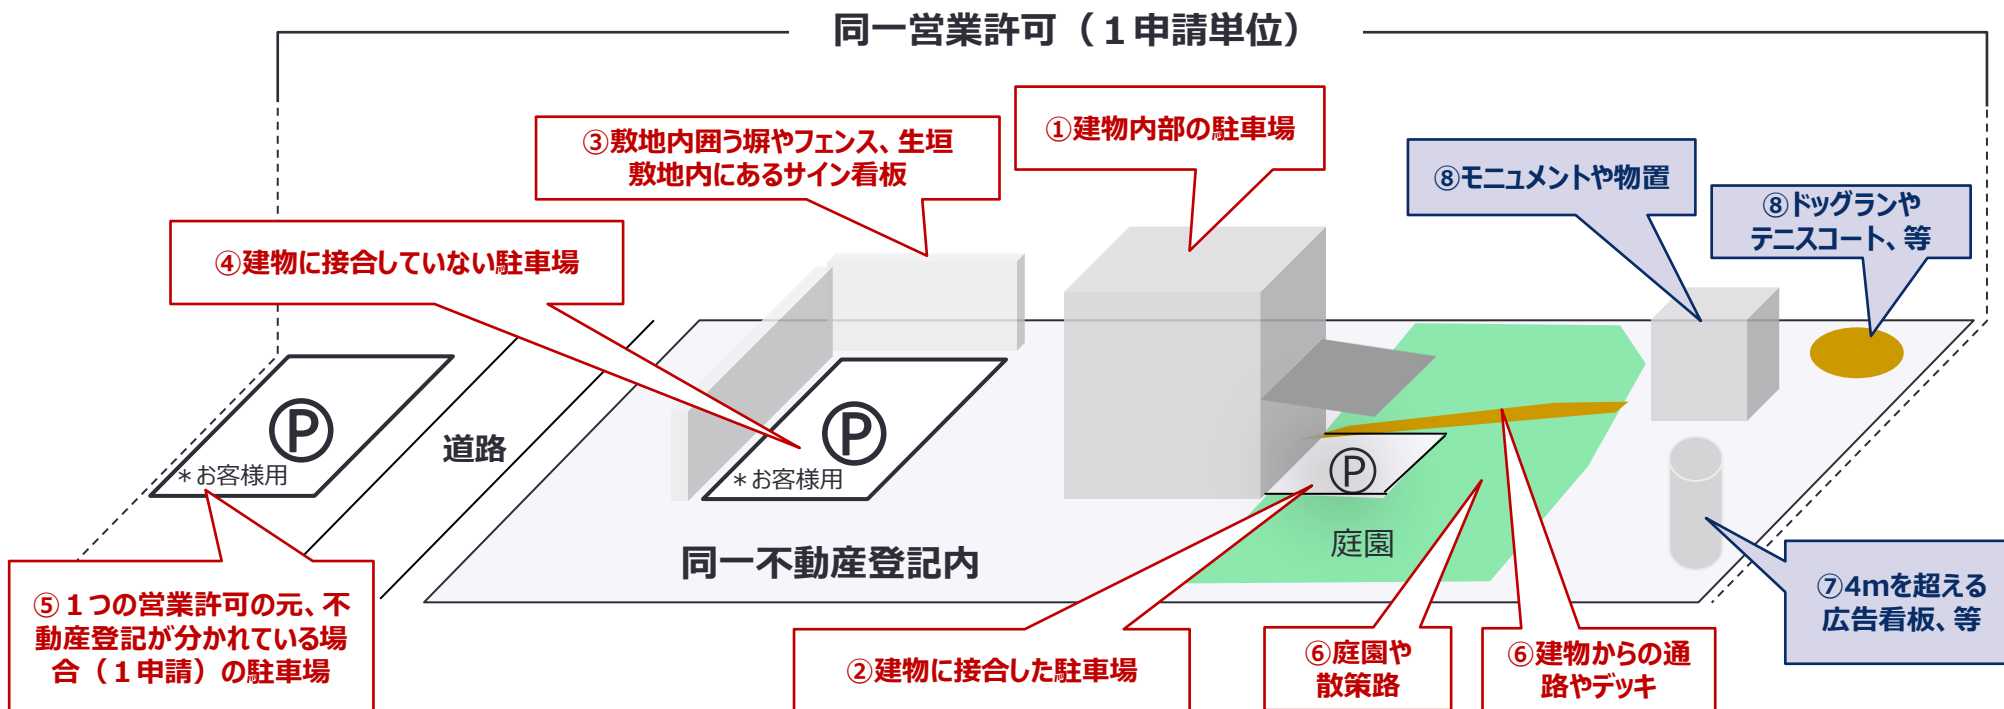 同一営業許可（１申請単位）
①建物内部の駐車場
③敷地内囲う塀やフェンス、生垣
敷地内にあるサイン看板
⑧モニュメントや物置
⑧ドッグランや
テニスコート、等
④建物に接合していない駐車場
Ⓟ
＊お客様用
道路
Ⓟ
＊お客様用
Ⓟ
庭園
同一不動産登記内
⑤１つの営業許可の元、不
動産登記が分かれている場
合（１申請）の駐車場
②建物に接合した駐車場
⑥庭園や
散策路
⑥建物からの通
路やデッキ
⑦4mを超える
広告看板、等